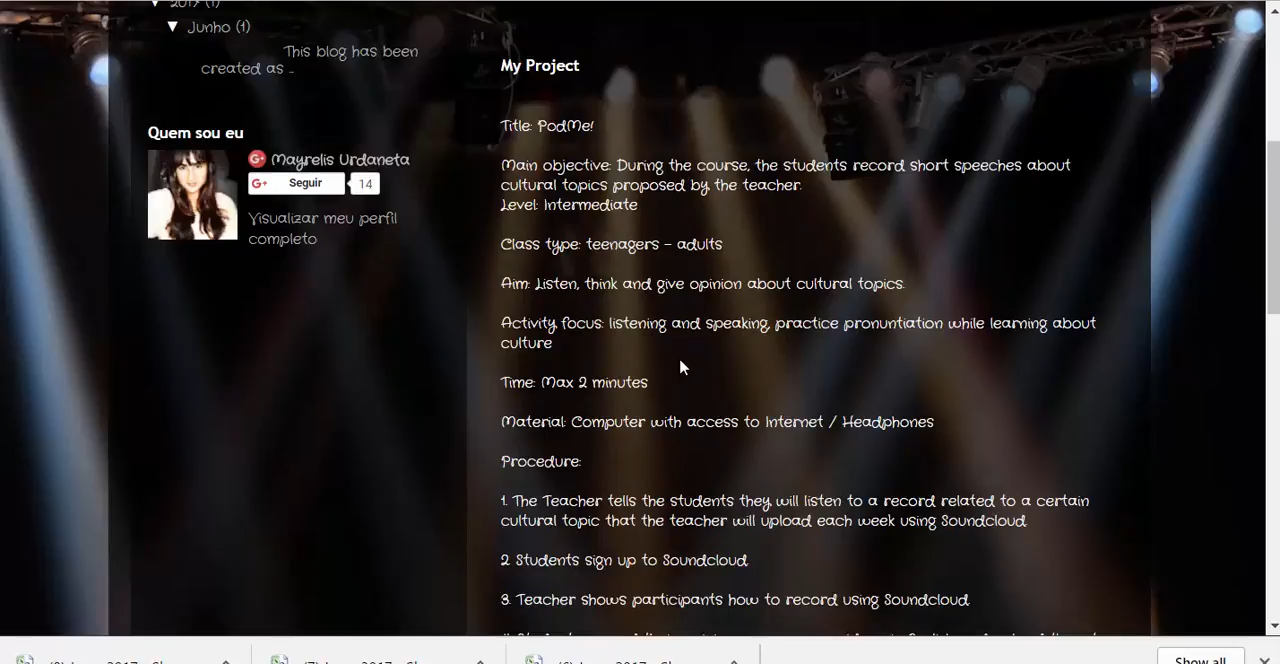 2017 (1)
Junho (1)
This blog has been
created as ...
Quem sou eu
Mayrelis Urdaneta
G+ Seguir 14
Visualizar meu perfil
completo
My Project
Title: PodMe!
Main objective: During the course, the students record short speeches about
cultural topics proposed by the teacher.
Level: Intermediate
Class type: teenagers – adults
Aim: Listen, think and give opinion about cultural topics.
Activity focus: listening and speaking, practice pronuntiation while learning about
culture
Time: Max 2 minutes
Material: Computer with access to Internet / Headphones
Procedure:
1. The Teacher tells the students they will listen to a record related to a certain
cultural topic that the teacher will upload each week using Soundcloud.
2. Students sign up to Soundcloud.
3. Teacher shows participants how to record using Soundcloud.
Show all